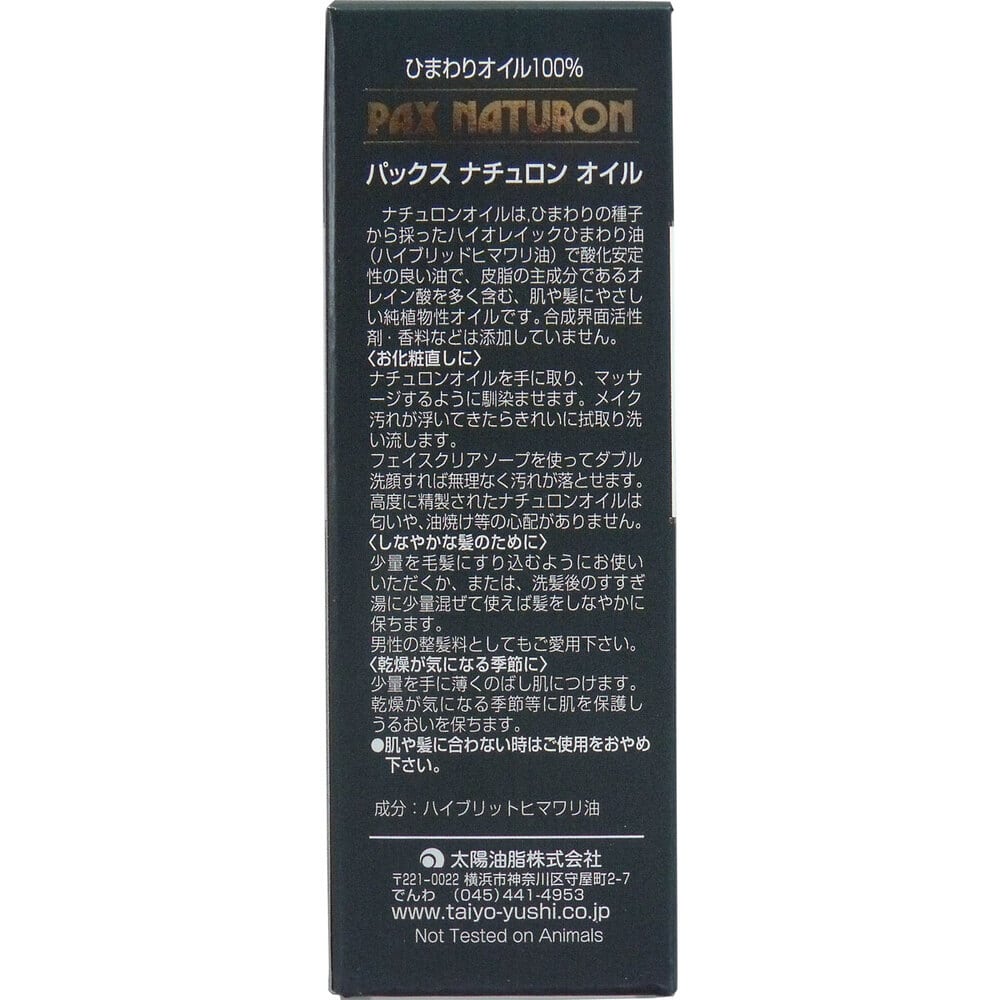 ひまわりオイル100%
PAX NATURON
パックス ナチュロン オイル
ナチュロンオイルは、ひまわりの種子
から採ったハイオレイックひまわり油
（ハイブリッドヒマワリ油）で酸化安定
性の良い油で、皮脂の主成分であるオ
レイン酸を多く含む、肌や髪にやさし
い純植物性オイルです。合成界面活性
剤・香料などは添加していません。
〈お化粧直しに〉
ナチュロンオイルを手に取り、マッサ
ージするように馴染ませます。メイク
汚れが浮いてきたらきれいに拭取り洗
い流します。
フェイスクリアソープを使ってダブル
洗顔すれば無理なく汚れが落とせます。
高度に精製されたナチュロンオイルは
匂いや、油焼け等の心配がありません。
〈しなやかな髪のために〉
少量を毛髪にすり込むようにお使い
いただくか、または、洗髪後のすすぎ
湯に少量混ぜて使えば髪をしなやかに
保ちます。
男性の整髪料としてもご愛用下さい。
〈乾燥が気になる季節に〉
少量を手に薄くのばし肌につけます。
乾燥が気になる季節等に肌を保護し
うるおいを保ちます。
●肌や髪に合わない時はご使用をおやめ
下さい。
成分：ハイブリットヒマワリ油
太陽油脂株式会社
〒221-0022 横浜市神奈川区守屋町2-7
でんわ （045）441-4953
www.taiyo-yushi.co.jp
Not Tested on Animals